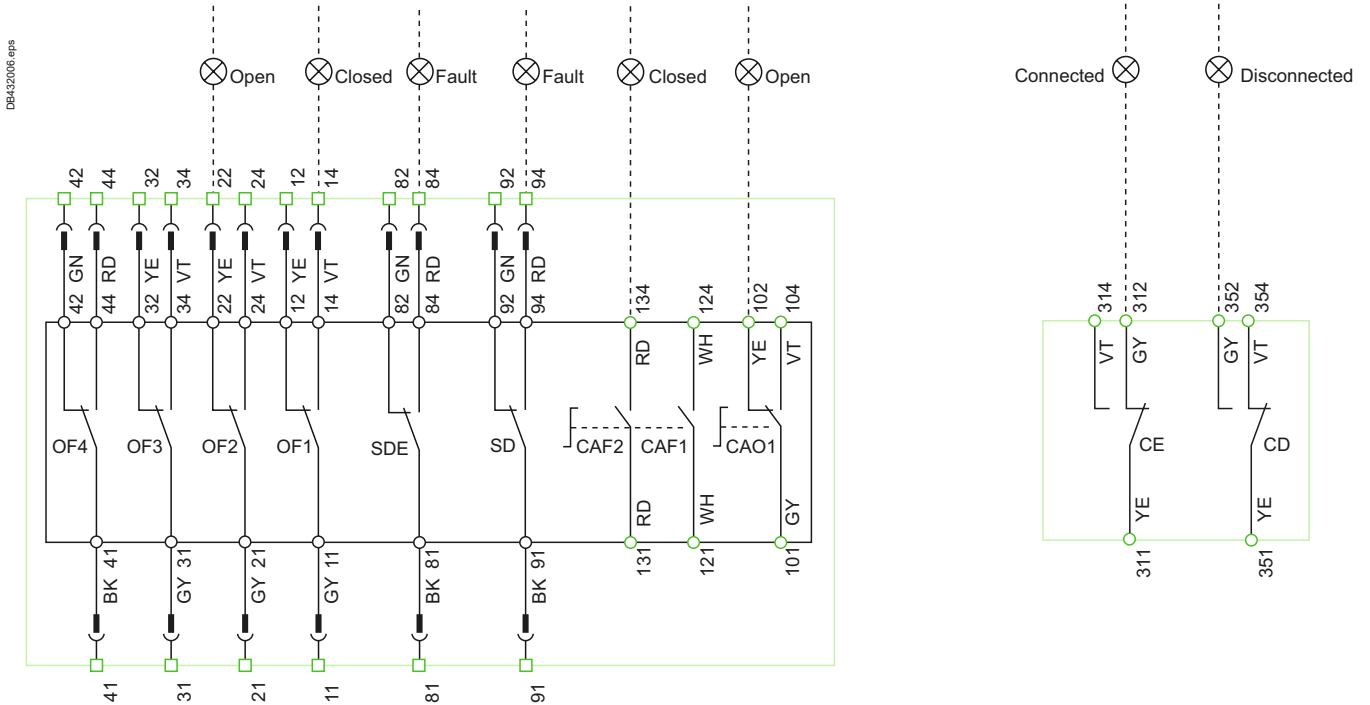 DB432006.eps
Open
Closed
Fault
Fault
Closed
Open
Connected
Disconnected
42
44
32
34
22
24
12
14
82
84
92
94
GN
RD
YE
VT
YE
VT
YE
VT
GN
RD
GN
RD
42
44
32
34
22
24
12
14
82
84
92
94
134
124
102
104
314
312
352
354
RD
WH
YE
VT
VT
GY
GY
VT
OF4
OF3
OF2
OF1
SDE
SD
CAF2
CAF1
CAO1
CE
CD
RD
WH
GY
YE
YE
BK 41
GY 31
GY 21
GY 11
BK 81
BK 91
131
121
101
311
351
41
31
21
11
81
91